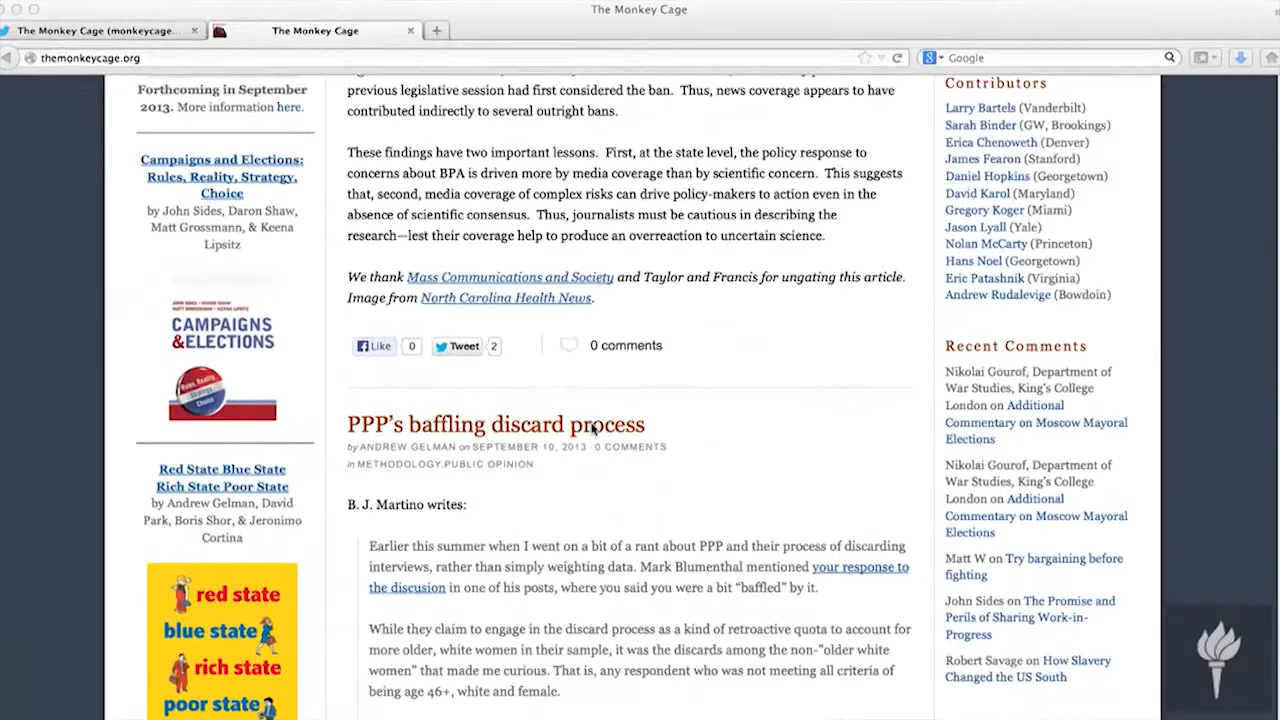 The Monkey Cage
The Monkey Cage (monkeycage...
The Monkey Cage
themonkeycage.org
Google
Forthcoming in September
2013. More information here.
Campaigns and Elections:
Rules, Reality, Strategy,
Choice
by John Sides, Daron Shaw,
Matt Grossmann, & Keena
Lipsitz
JOHN SIDES • DARON SHAW
CAMPAIGNS
&ELECTIONS
Rules, Reality,
Strategy,
Choice
Red State Blue State
Rich State Poor State
by Andrew Gelman, David
Park, Boris Shor, & Jeronimo
Cortina
red state
blue state
rich state
poor state
previous legislative session had first considered the ban. Thus, news coverage appears to have
contributed indirectly to several outright bans.
These findings have two important lessons. First, at the state level, the policy response to
concerns about BPA is driven more by media coverage than by scientific concern. This suggests
that, second, media coverage of complex risks can drive policy-makers to action even in the
absence of scientific consensus. Thus, journalists must be cautious in describing the
research—lest their coverage help to produce an overreaction to uncertain science.
We thank Mass Communications and Society and Taylor and Francis for ungating this article.
Image from North Carolina Health News.
Like 0 Tweet 2 0 comments
PPP's baffling discard process
by ANDREW GELMAN on SEPTEMBER 10, 2013 · 0 COMMENTS
in METHODOLOGY,PUBLIC OPINION
B. J. Martino writes:
Earlier this summer when I went on a bit of a rant about PPP and their process of discarding
interviews, rather than simply weighting data. Mark Blumenthal mentioned your response to
the discusion in one of his posts, where you said you were a bit “baffled” by it.
While they claim to engage in the discard process as a kind of retroactive quota to account for
more older, white women in their sample, it was the discards among the non-”older white
women” that made me curious. That is, any respondent who was not meeting all criteria of
being age 46+, white and female.
Contributors
Larry Bartels (Vanderbilt)
Sarah Binder (GW, Brookings)
Erica Chenoweth (Denver)
James Fearon (Stanford)
Daniel Hopkins (Georgetown)
David Karol (Maryland)
Gregory Koger (Miami)
Jason Lyall (Yale)
Nolan McCarty (Princeton)
Hans Noel (Georgetown)
Eric Patashnik (Virginia)
Andrew Rudalevige (Bowdoin)
Recent Comments
Nikolai Gourof, Department of
War Studies, King's College
London on Additional
Commentary on Moscow Mayoral
Elections
Nikolai Gourof, Department of
War Studies, King's College
London on Additional
Commentary on Moscow Mayoral
Elections
Matt W on Try bargaining before
fighting
John Sides on The Promise and
Perils of Sharing Work-in-
Progress
Robert Savage on How Slavery
Changed the US South